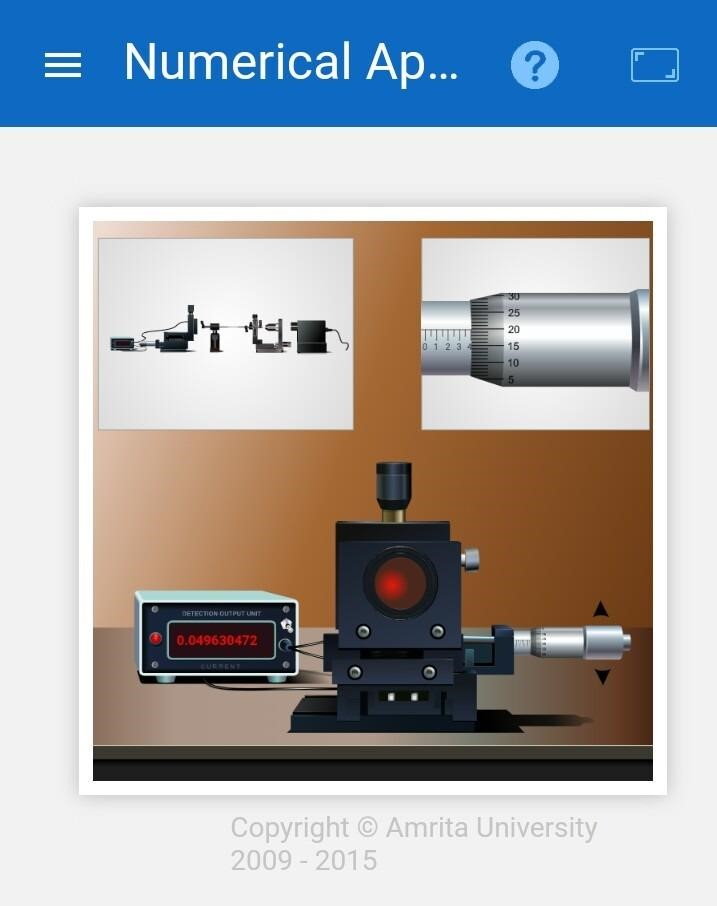 Numerical Ap...
?
30
25
20
15
10
5
0 1 2 3 4
DETECTION OUTPUT UNIT
0.049630472
CURRENT
Copyright © Amrita University
2009 - 2015